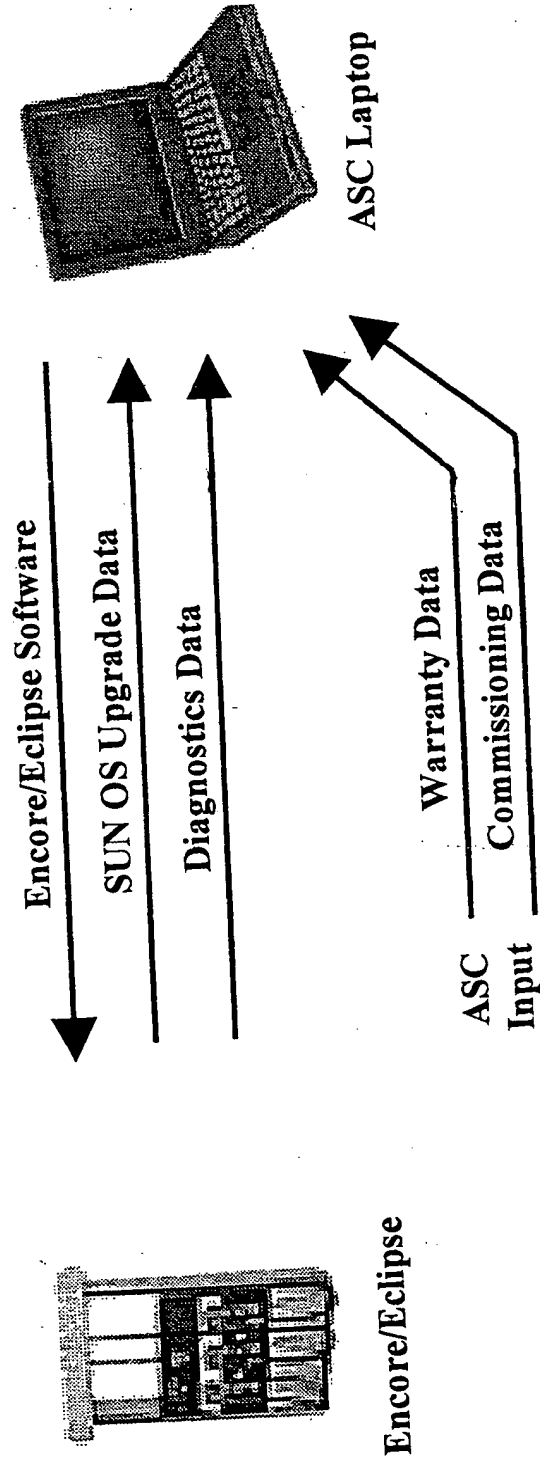 Encore/Eclipse Software
SUN OS Upgrade Data
Diagnostics Data
Encore/Eclipse
ASC Laptop
ASC
Input
Warranty Data
Commissioning Data